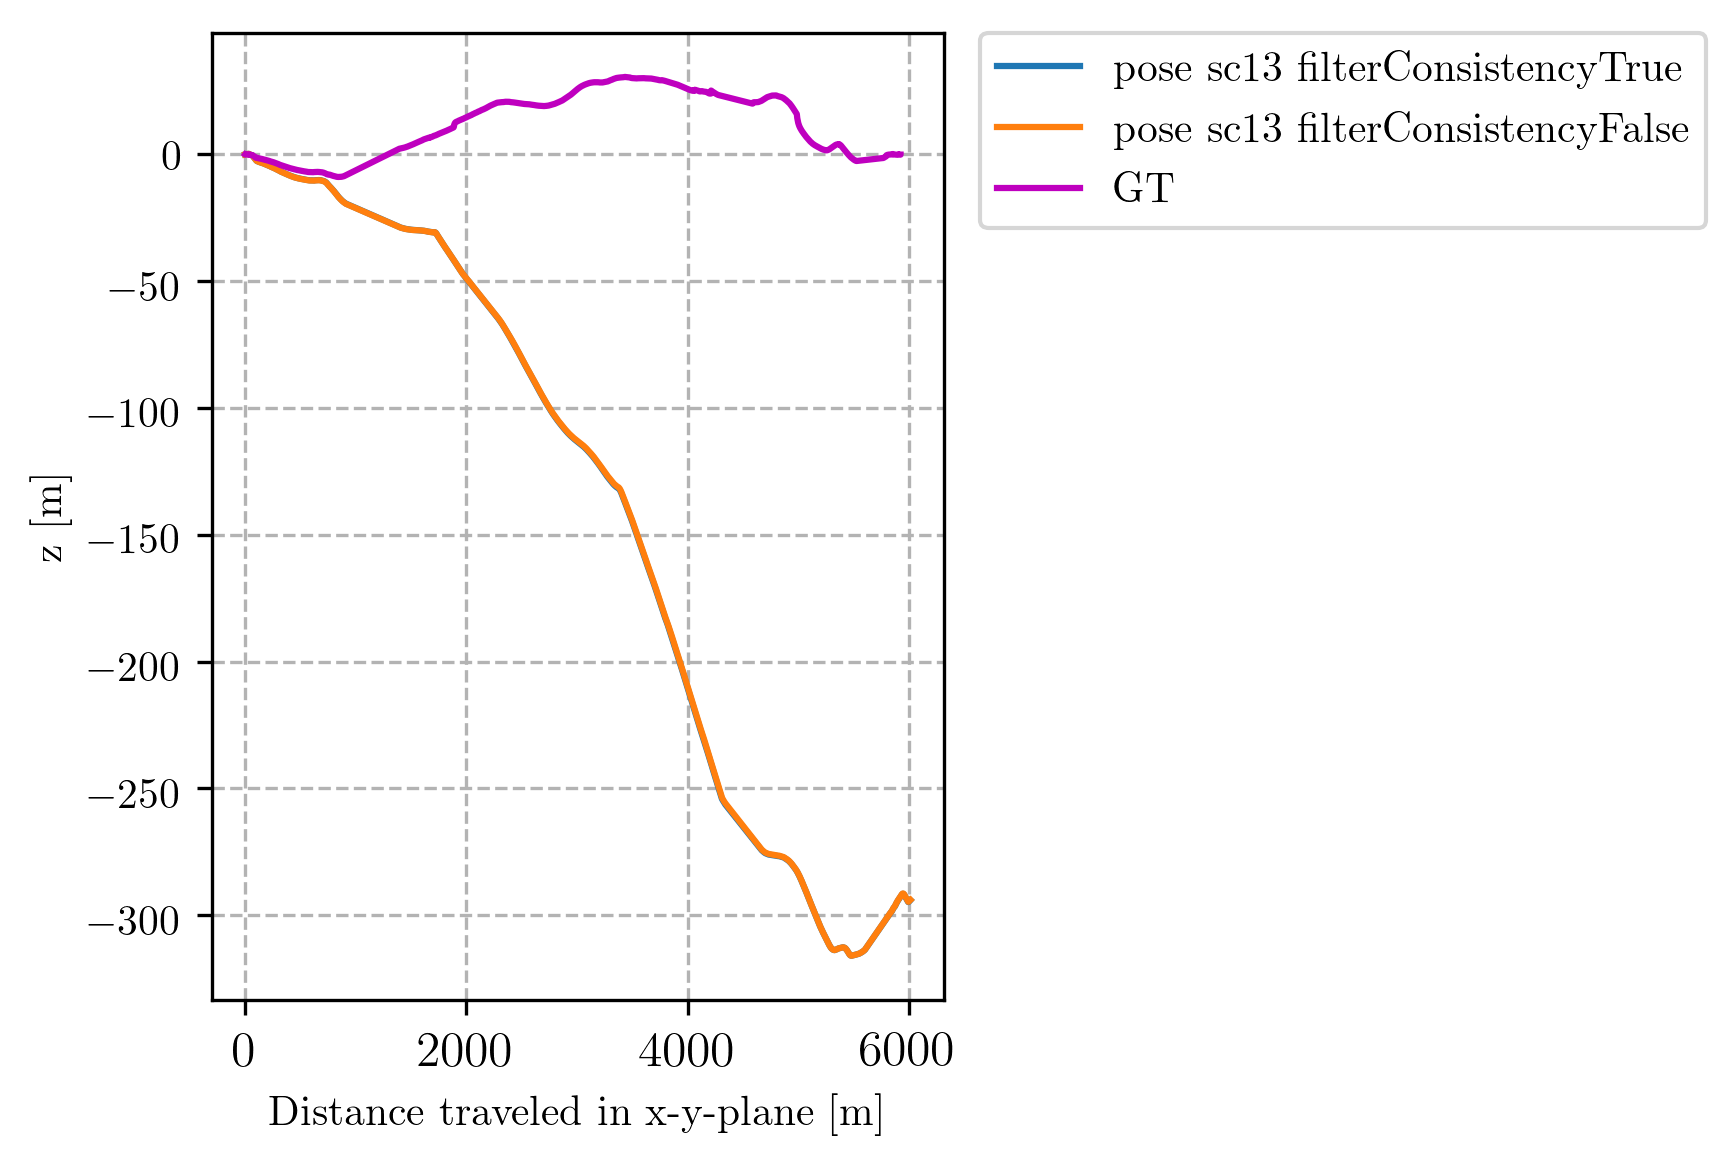 pose sc13 filterConsistencyTrue
pose sc13 filterConsistencyFalse
GT
0
−50
−100
−150
−200
−250
−300
z [m]
0 2000 4000 6000
Distance traveled in x-y-plane [m]